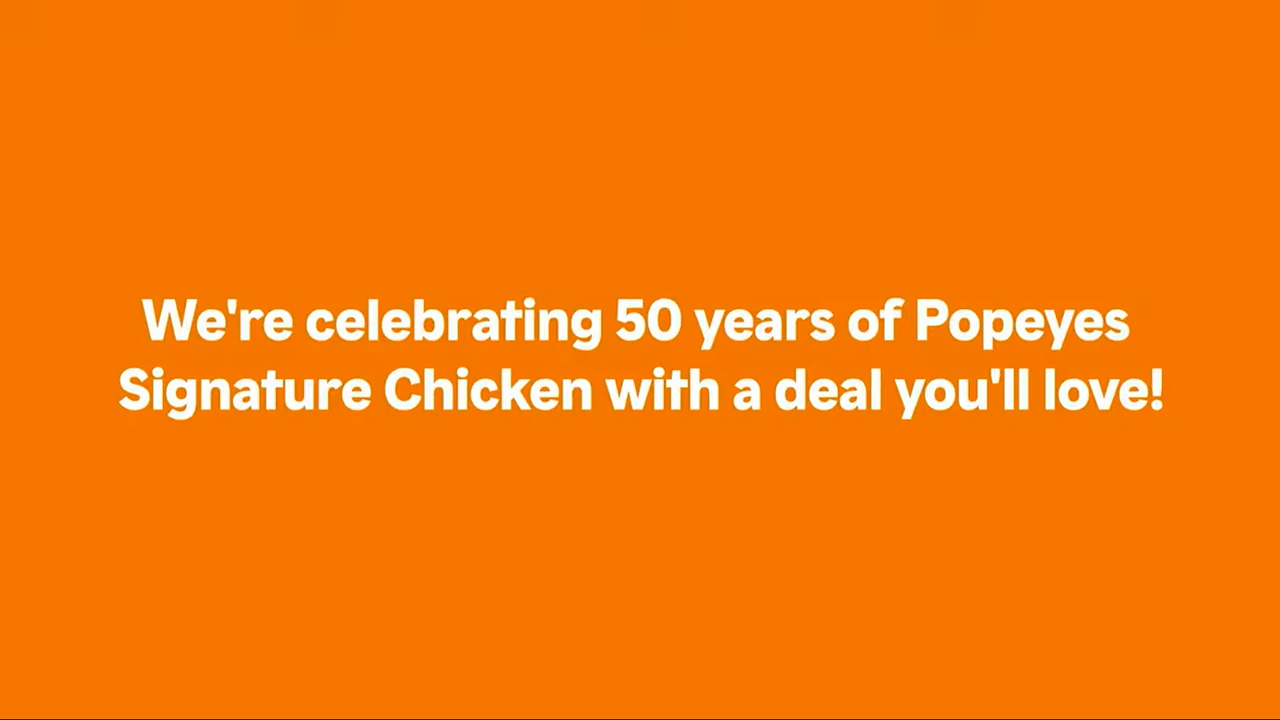 We're celebrating 50 years of Popeyes
Signature Chicken with a deal you'll love!